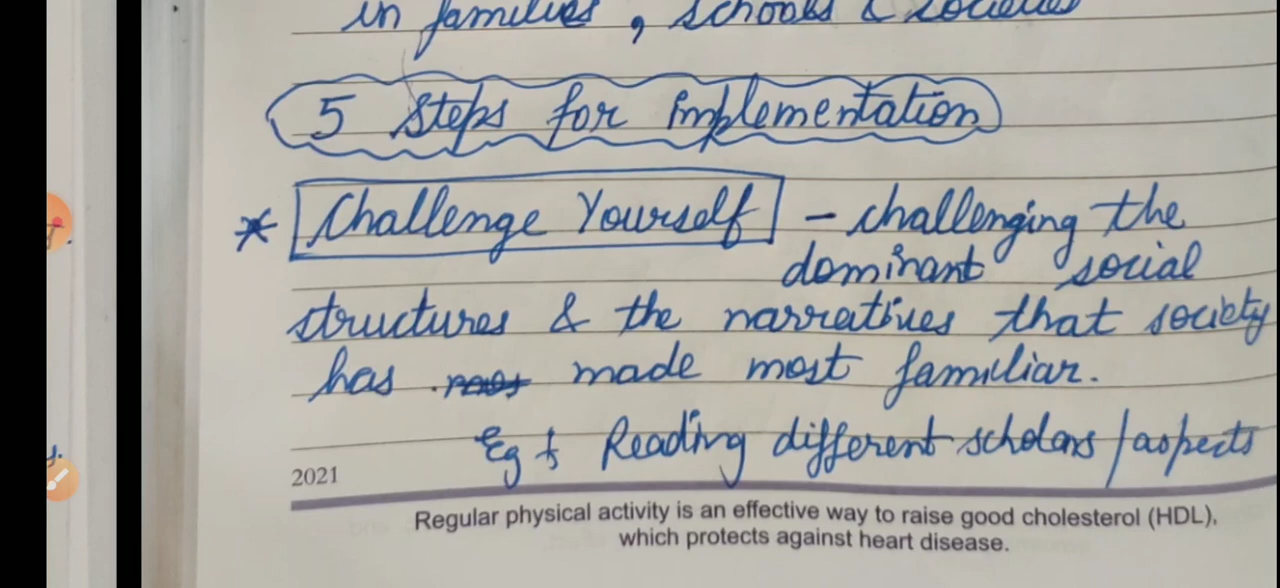 in families, schools & societies
5 Steps for implementation
* Challenge Yourself - challenging the
dominant social
structures & the narratives that society
has made most familiar.
Eg: Reading different scholars / aspects
2021
Regular physical activity is an effective way to raise good cholesterol (HDL),
which protects against heart disease.